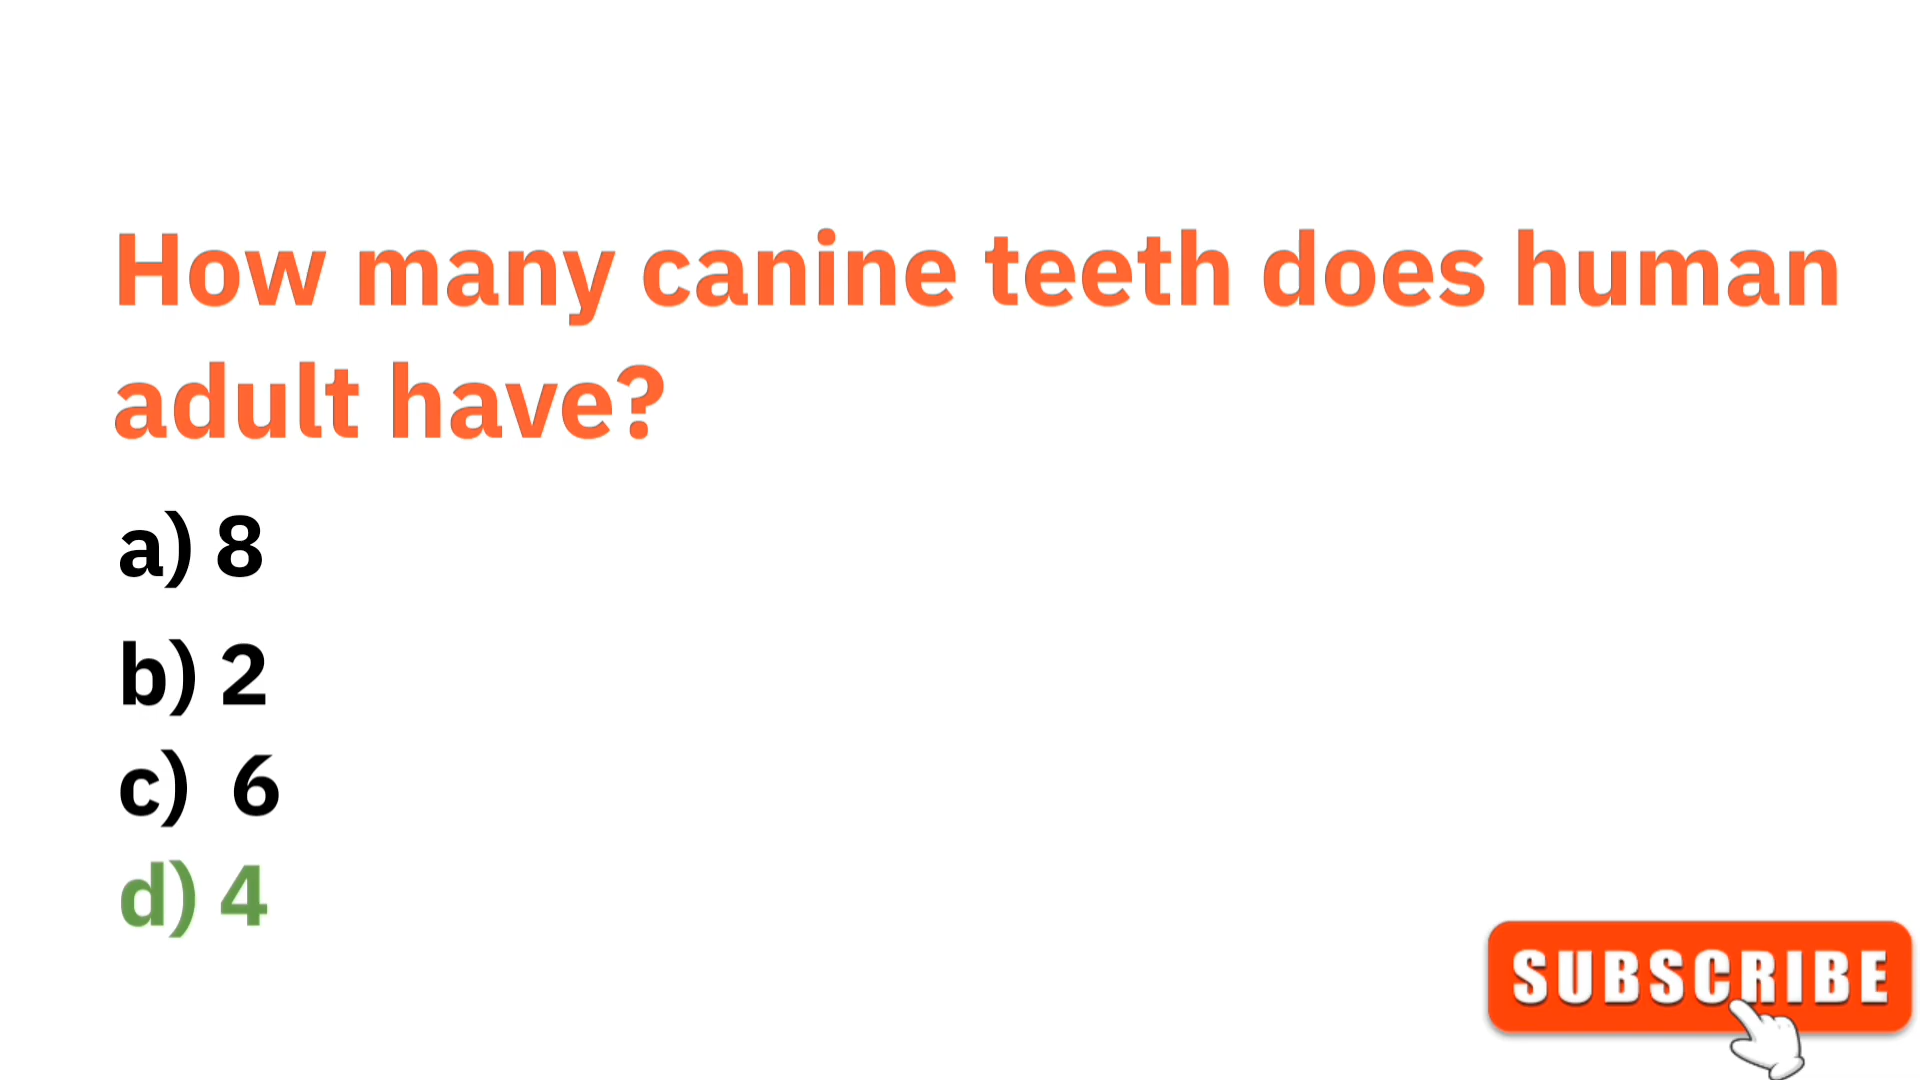 How many canine teeth does human
adult have?
a) 8
b) 2
c) 6
d) 4
SUBSCRIBE